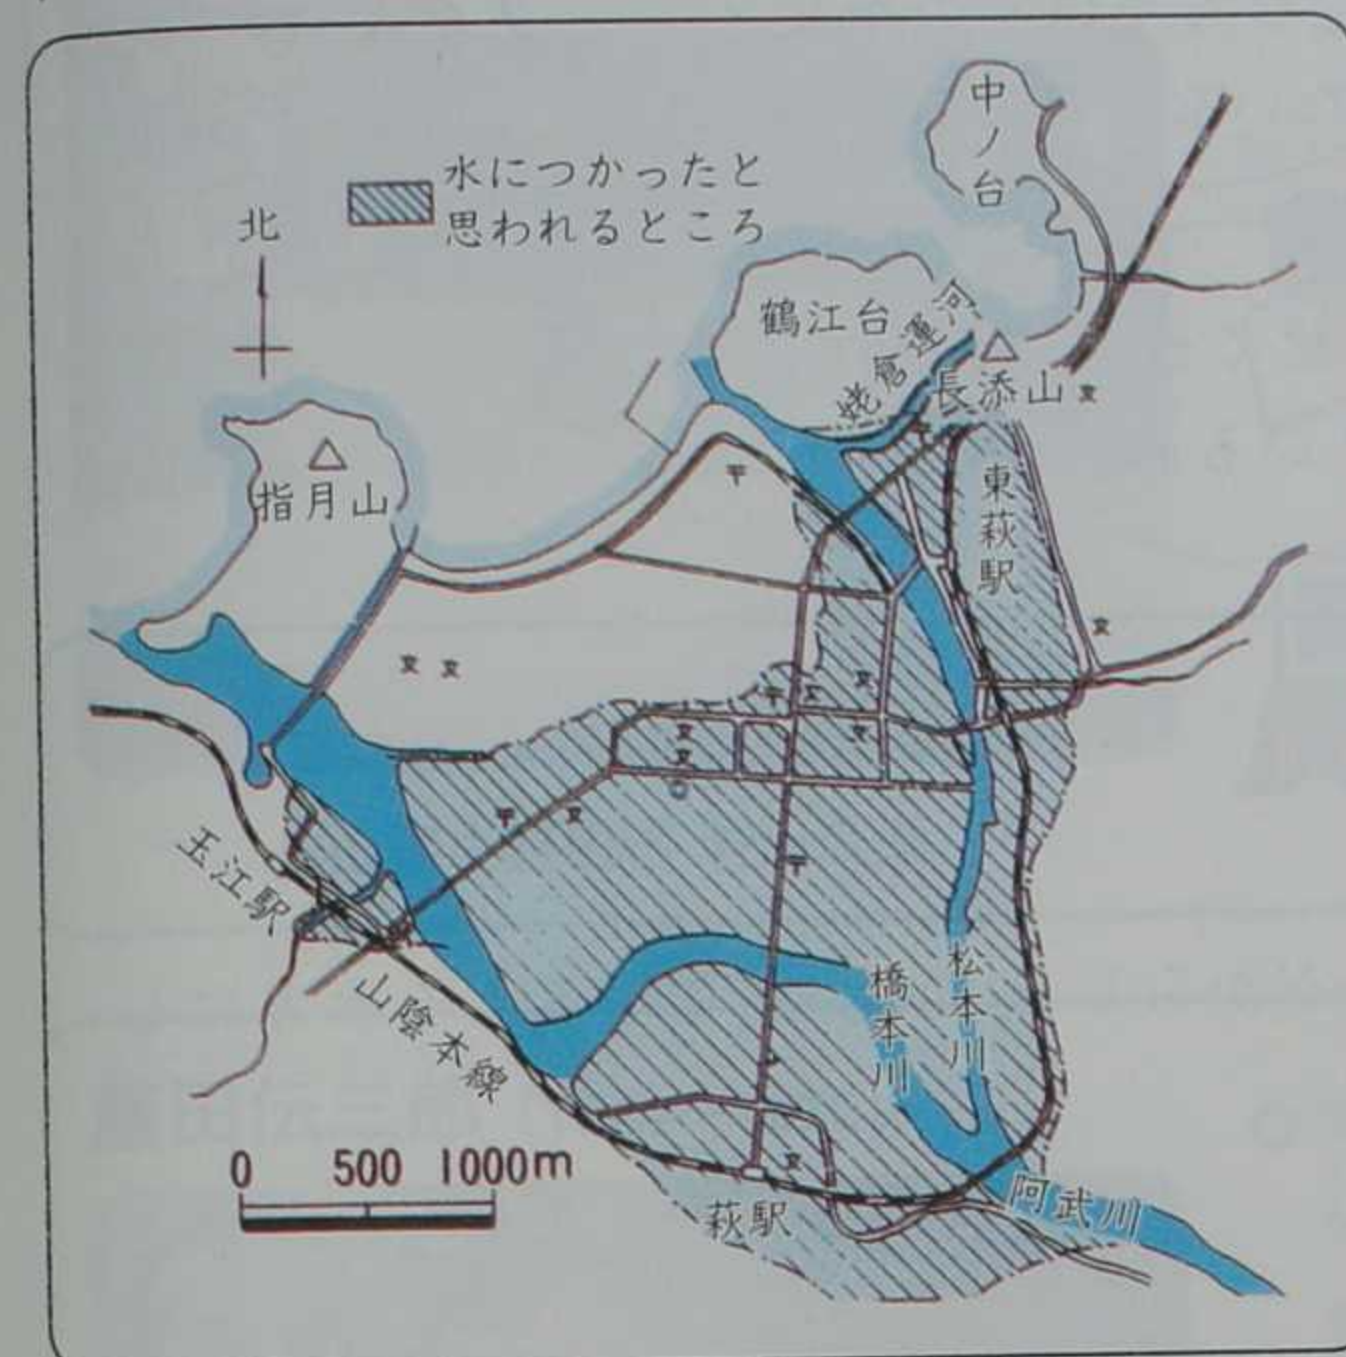 中ノ台
水につかったと
思われるところ
北
鶴江台
姥倉運河
長添山
指月山
東萩駅
玉江駅
山陰本線
橋本川
松本川
0 500 1000m
萩駅
阿武川